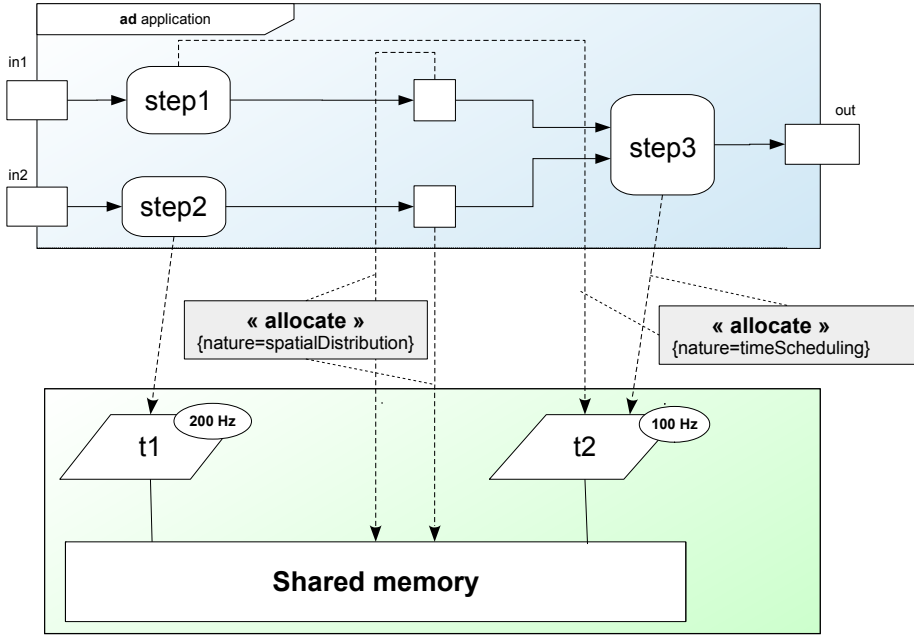 ad application
in1
step1
out
step3
in2
step2
« allocate »
{nature=spatialDistribution}
« allocate »
{nature=timeScheduling}
200 Hz
t1
100 Hz
t2
Shared memory